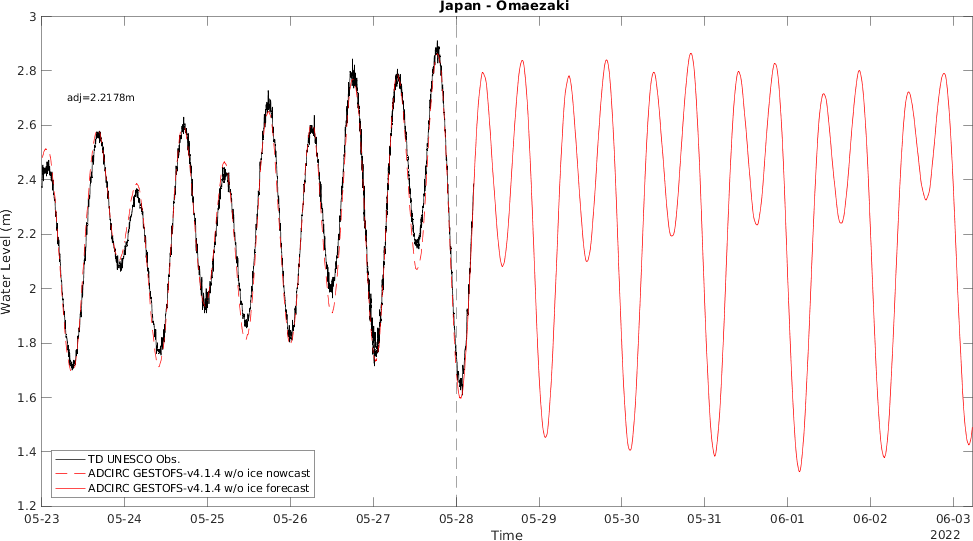 Japan - Omaezaki
3
2.8
adj=2.2178m
2.6
2.4
2.2
2
1.8
1.6
1.4
1.2
Water Level (m)
TD UNESCO Obs.
ADCIRC GESTOFS-v4.1.4 w/o ice nowcast
ADCIRC GESTOFS-v4.1.4 w/o ice forecast
05-23 05-24 05-25 05-26 05-27 05-28 05-29 05-30 05-31 06-01 06-02 06-03
Time
2022